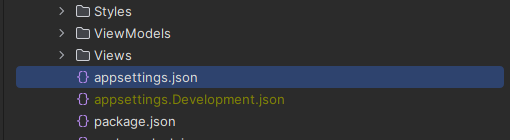 Styles
ViewModels
Views
{} appsettings.json
{} appsettings.Development.json
{} package.json